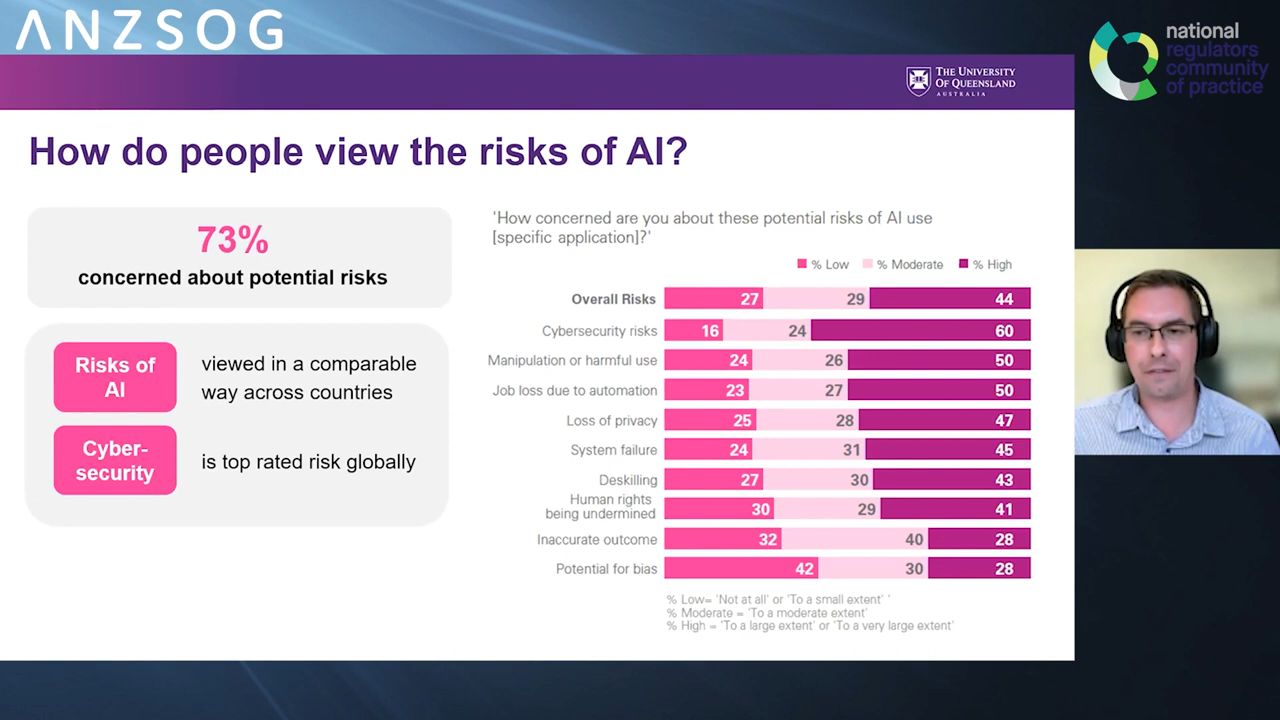 ANZSOG
national
regulators
community
of practice
THE UNIVERSITY
OF QUEENSLAND
AUSTRALIA
How do people view the risks of AI?
73%
concerned about potential risks
Risks of
AI
viewed in a comparable
way across countries
Cyber-
security
is top rated risk globally
'How concerned are you about these potential risks of AI use
[specific application]?'
% Low % Moderate % High
Overall Risks 27 29 44
Cybersecurity risks 16 24 60
Manipulation or harmful use 24 26 50
Job loss due to automation 23 27 50
Loss of privacy 25 28 47
System failure 24 31 45
Deskilling 27 30 43
Human rights
being undermined 30 29 41
Inaccurate outcome 32 40 28
Potential for bias 42 30 28
% Low= 'Not at all' or 'To a small extent' '
% Moderate = 'To a moderate extent'
% High = 'To a large extent' or 'To a very large extent'